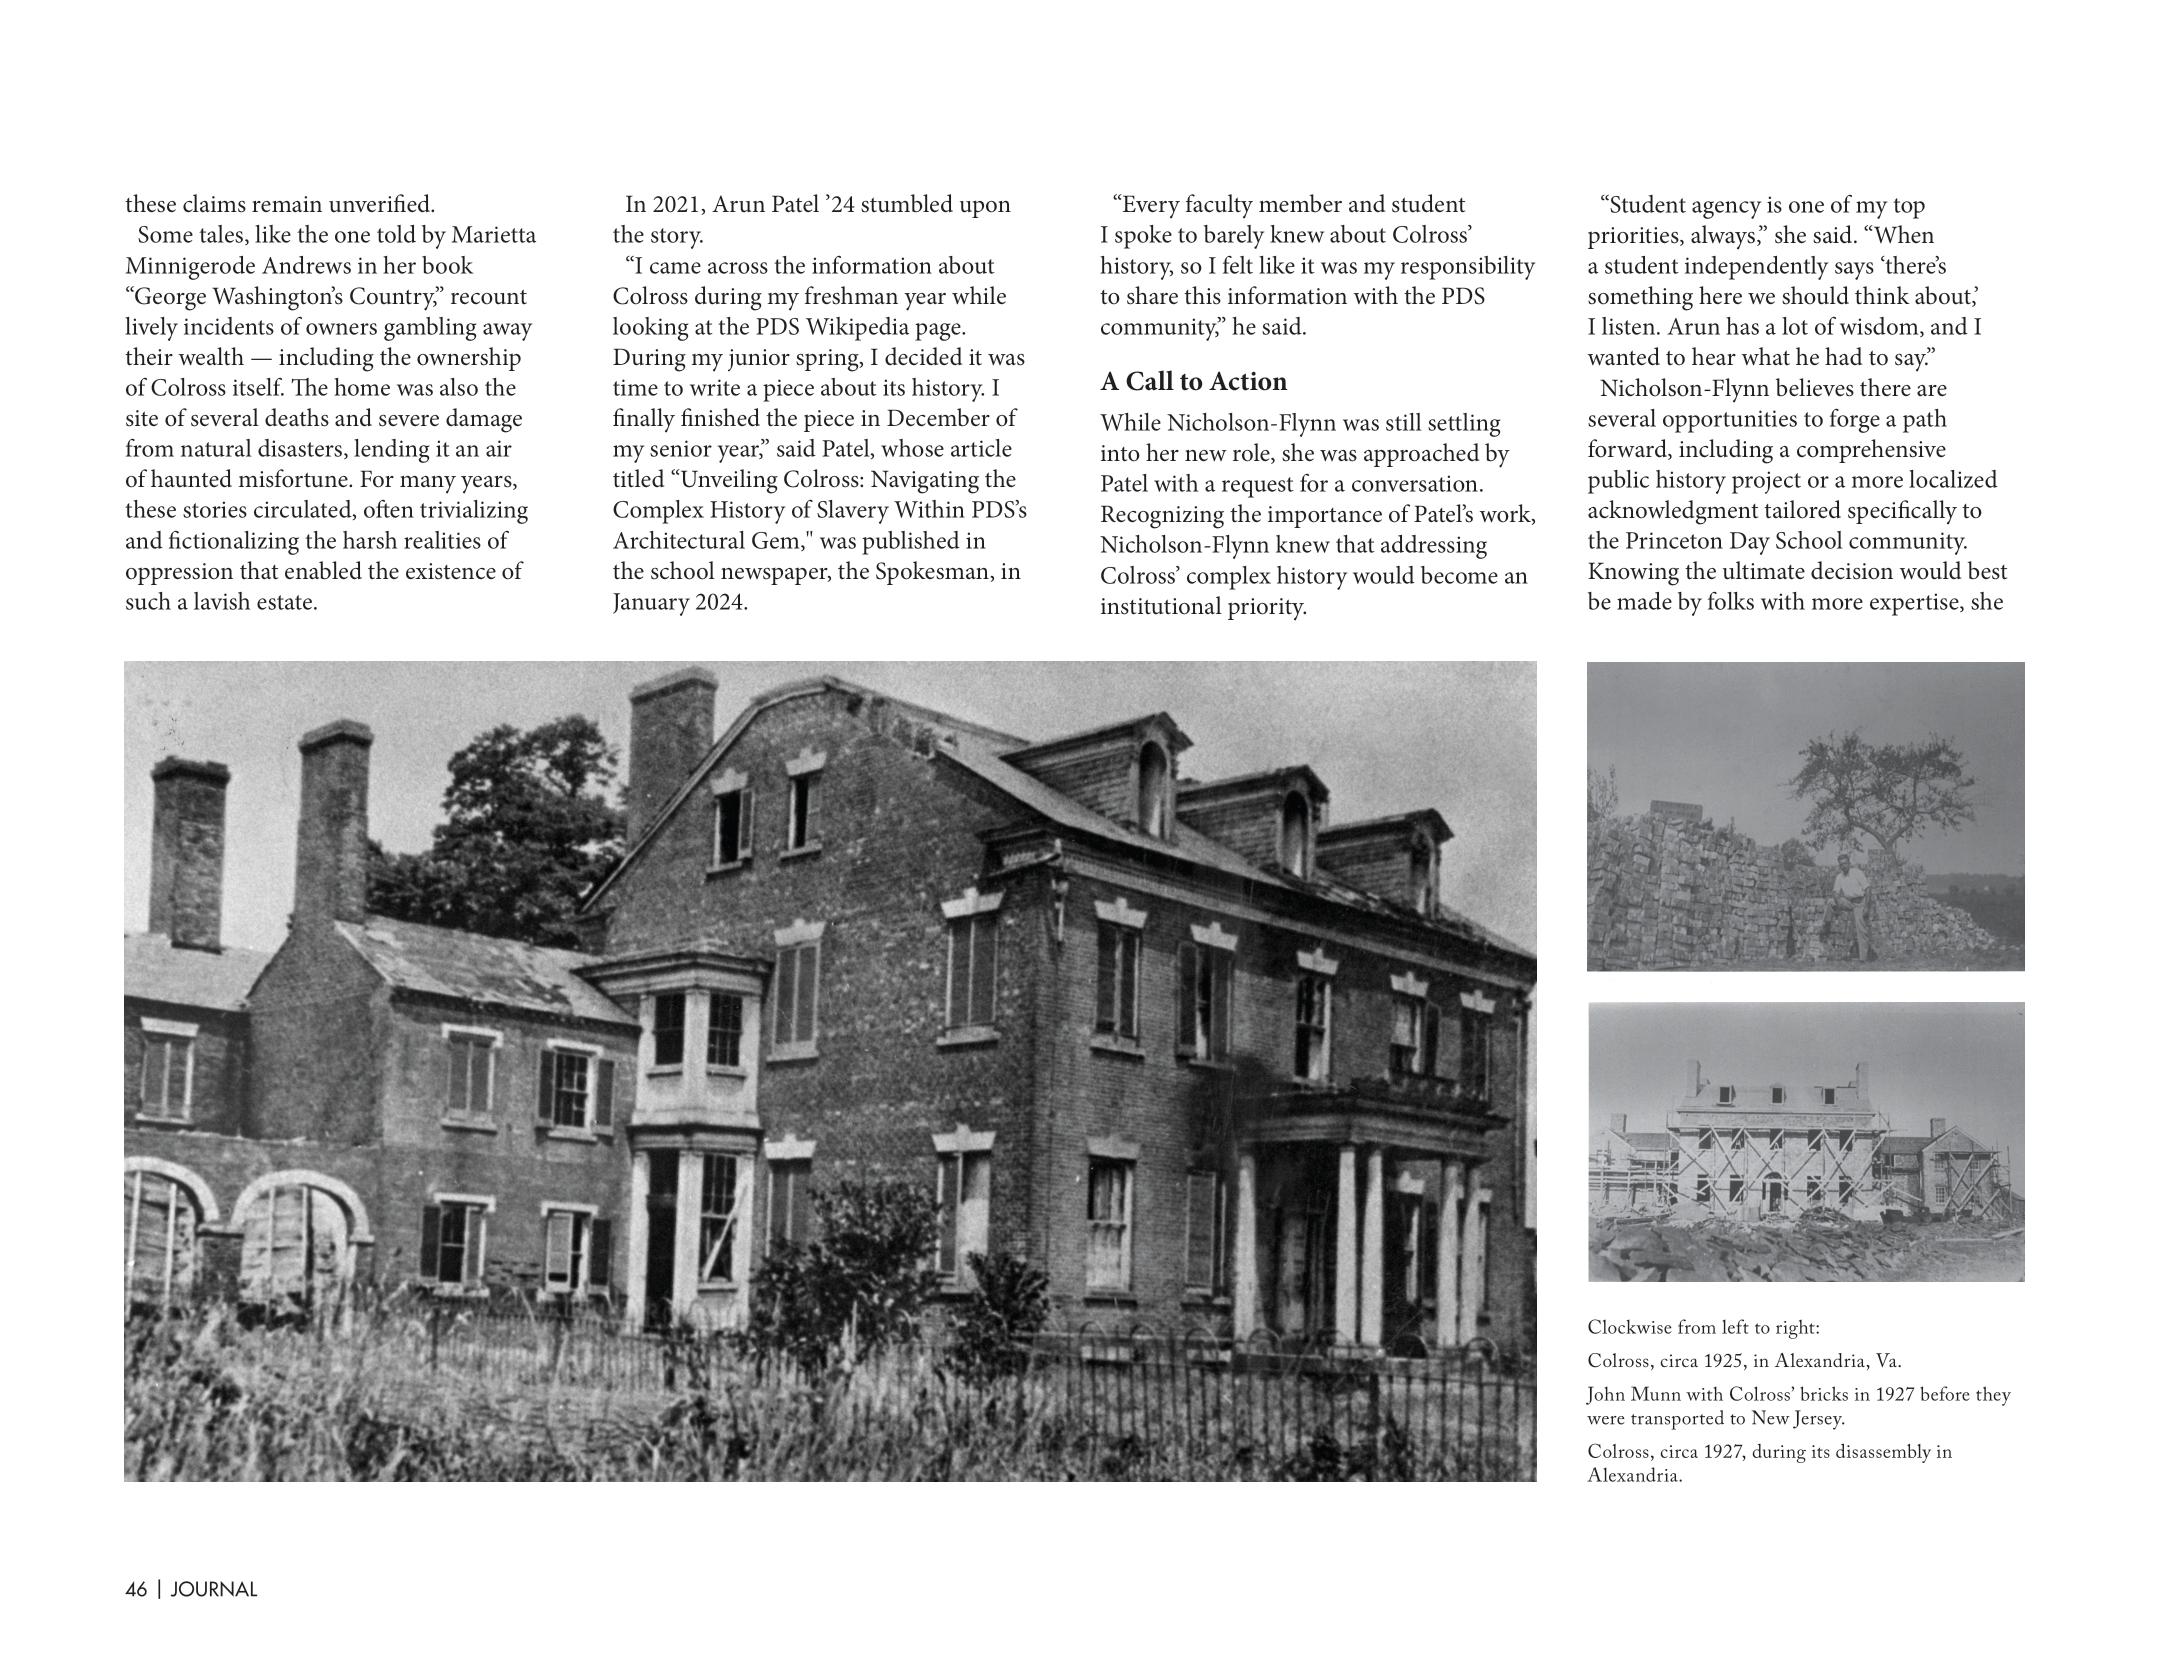 these claims remain unverified.
Some tales, like the one told by Marietta
Minnigerode Andrews in her book
“George Washington’s Country,” recount
lively incidents of owners gambling away
their wealth — including the ownership
of Colross itself. The home was also the
site of several deaths and severe damage
from natural disasters, lending it an air
of haunted misfortune. For many years,
these stories circulated, often trivializing
and fictionalizing the harsh realities of
oppression that enabled the existence of
such a lavish estate.
In 2021, Arun Patel ’24 stumbled upon
the story.
“I came across the information about
Colross during my freshman year while
looking at the PDS Wikipedia page.
During my junior spring, I decided it was
time to write a piece about its history. I
finally finished the piece in December of
my senior year,” said Patel, whose article
titled “Unveiling Colross: Navigating the
Complex History of Slavery Within PDS’s
Architectural Gem," was published in
the school newspaper, the Spokesman, in
January 2024.
“Every faculty member and student
I spoke to barely knew about Colross’
history, so I felt like it was my responsibility
to share this information with the PDS
community,” he said.
A Call to Action
While Nicholson-Flynn was still settling
into her new role, she was approached by
Patel with a request for a conversation.
Recognizing the importance of Patel’s work,
Nicholson-Flynn knew that addressing
Colross’ complex history would become an
institutional priority.
“Student agency is one of my top
priorities, always,” she said. “When
a student independently says ‘there’s
something here we should think about,’
I listen. Arun has a lot of wisdom, and I
wanted to hear what he had to say.”
Nicholson-Flynn believes there are
several opportunities to forge a path
forward, including a comprehensive
public history project or a more localized
acknowledgment tailored specifically to
the Princeton Day School community.
Knowing the ultimate decision would best
be made by folks with more expertise, she
Clockwise from left to right:
Colross, circa 1925, in Alexandria, Va.
John Munn with Colross’ bricks in 1927 before they
were transported to New Jersey.
Colross, circa 1927, during its disassembly in
Alexandria.
46 | JOURNAL